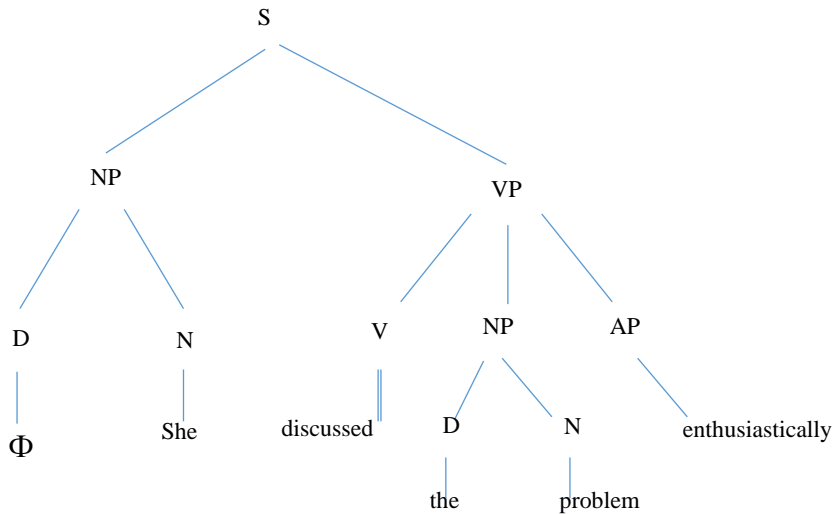 S
NP VP
D N V NP AP
Φ She discussed D N enthusiastically
the problem